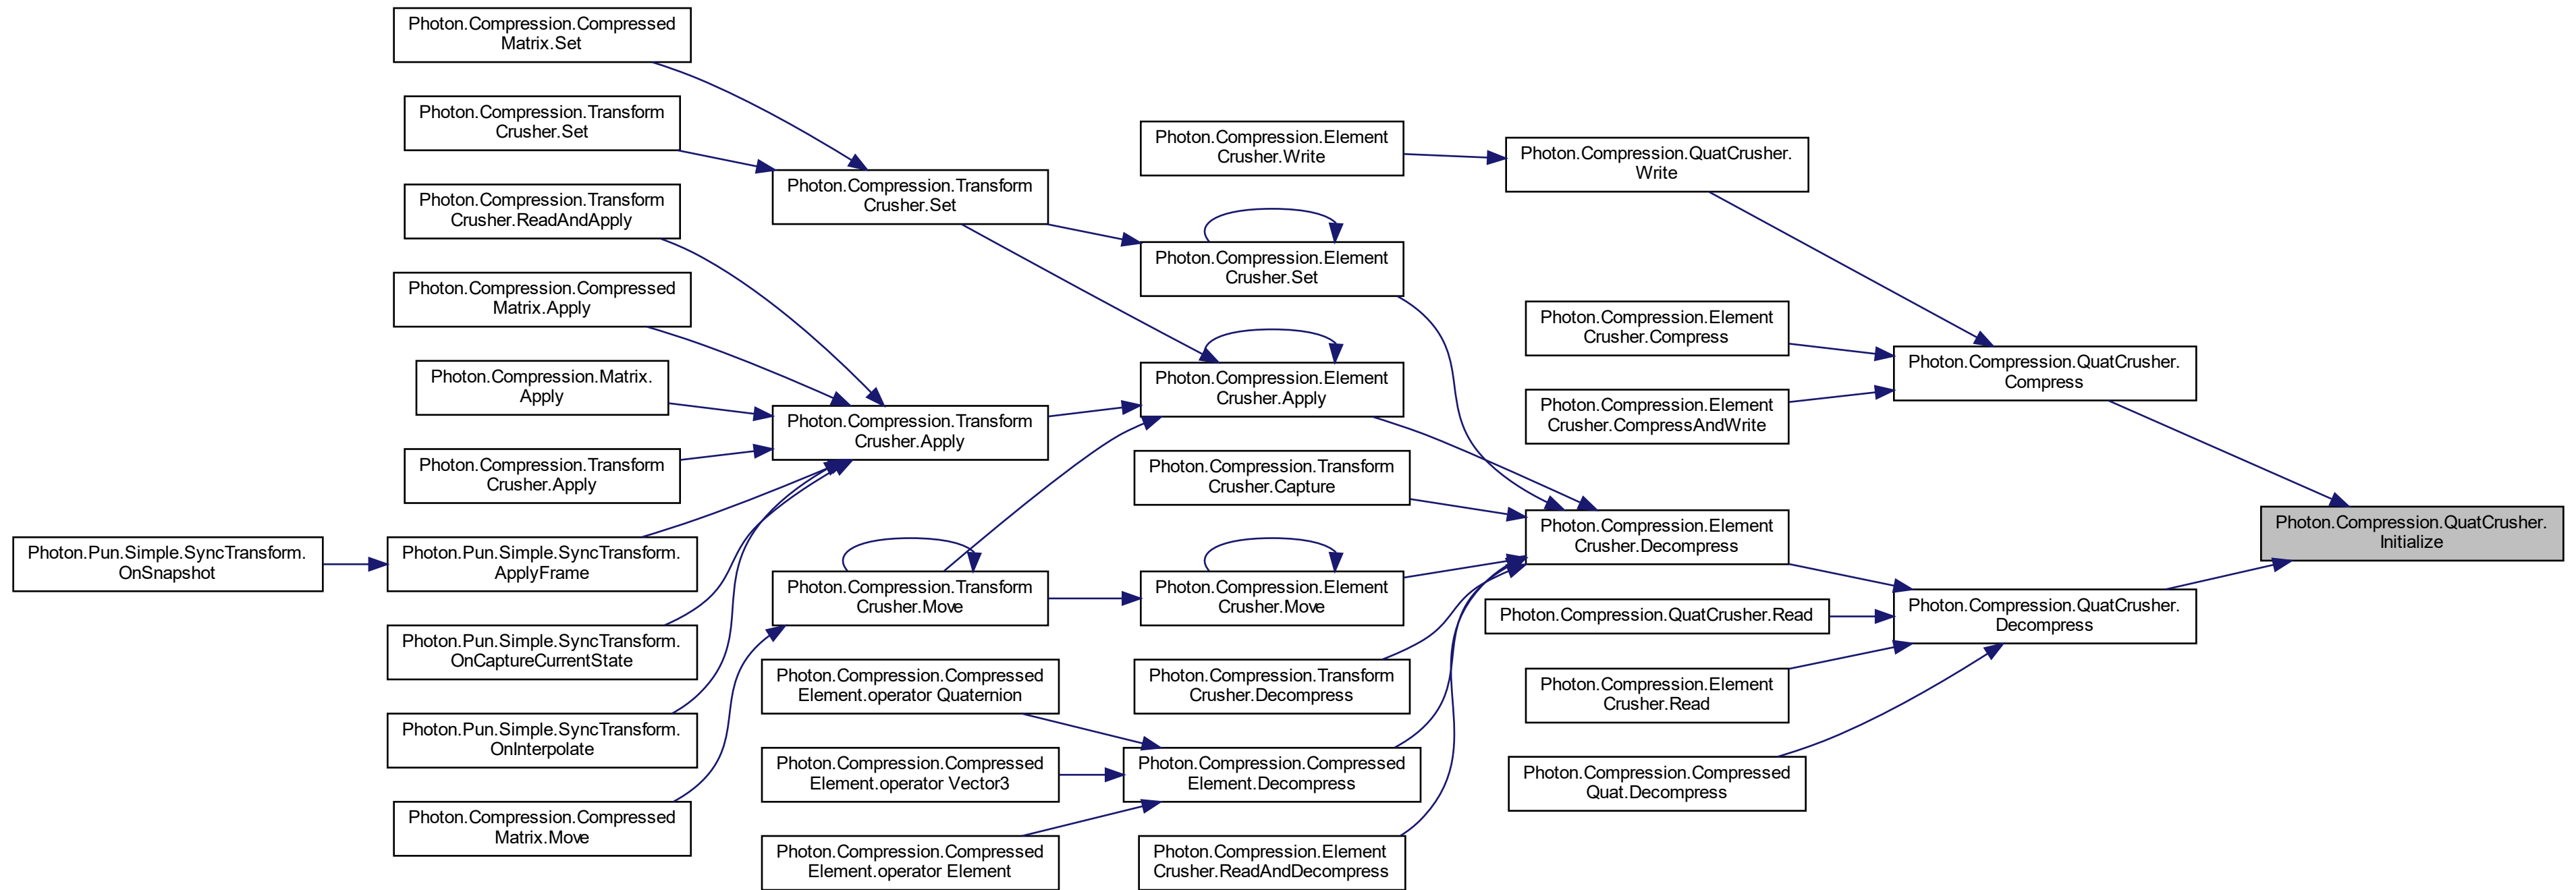 Photon.Compression.Compressed
Matrix.Set
Photon.Compression.Transform
Crusher.Set
Photon.Compression.Transform
Crusher.ReadAndApply
Photon.Compression.Compressed
Matrix.Apply
Photon.Compression.Matrix.
Apply
Photon.Compression.Transform
Crusher.Apply
Photon.Pun.Simple.SyncTransform.
OnSnapshot
Photon.Pun.Simple.SyncTransform.
ApplyFrame
Photon.Pun.Simple.SyncTransform.
OnCaptureCurrentState
Photon.Pun.Simple.SyncTransform.
OnInterpolate
Photon.Compression.Compressed
Matrix.Move
Photon.Compression.Transform
Crusher.Set
Photon.Compression.Transform
Crusher.Apply
Photon.Compression.Transform
Crusher.Move
Photon.Compression.Compressed
Element.operator Quaternion
Photon.Compression.Compressed
Element.operator Vector3
Photon.Compression.Compressed
Element.operator Element
Photon.Compression.Element
Crusher.Write
Photon.Compression.Element
Crusher.Set
Photon.Compression.Element
Crusher.Apply
Photon.Compression.Transform
Crusher.Capture
Photon.Compression.Element
Crusher.Move
Photon.Compression.Transform
Crusher.Decompress
Photon.Compression.Compressed
Element.Decompress
Photon.Compression.Element
Crusher.ReadAndDecompress
Photon.Compression.QuatCrusher.
Write
Photon.Compression.Element
Crusher.Compress
Photon.Compression.Element
Crusher.CompressAndWrite
Photon.Compression.Element
Crusher.Decompress
Photon.Compression.QuatCrusher.Read
Photon.Compression.Element
Crusher.Read
Photon.Compression.Compressed
Quat.Decompress
Photon.Compression.QuatCrusher.
Compress
Photon.Compression.QuatCrusher.
Decompress
Photon.Compression.QuatCrusher.
Initialize